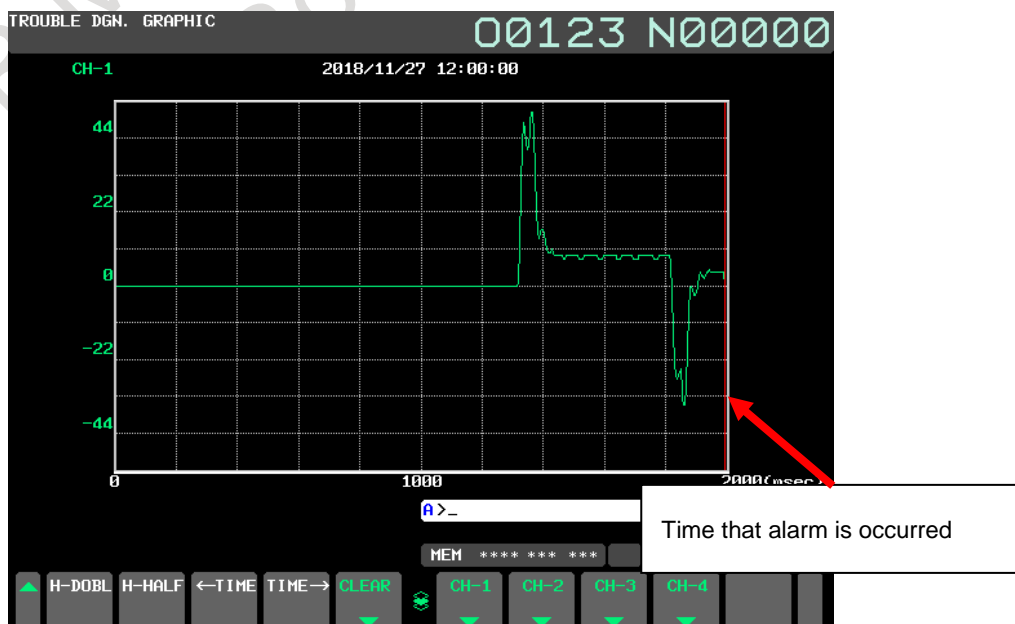 TROUBLE DGN. GRAPHIC
O0123 N00000
CH-1
2018/11/27 12:00:00
44
22
0
-22
-44
0
1000
2000(msec)
Time that alarm is occurred
A>_
MEM **** *** ***
H-DOBL H-HALF ←TIME TIME→ CLEAR CH-1 CH-2 CH-3 CH-4